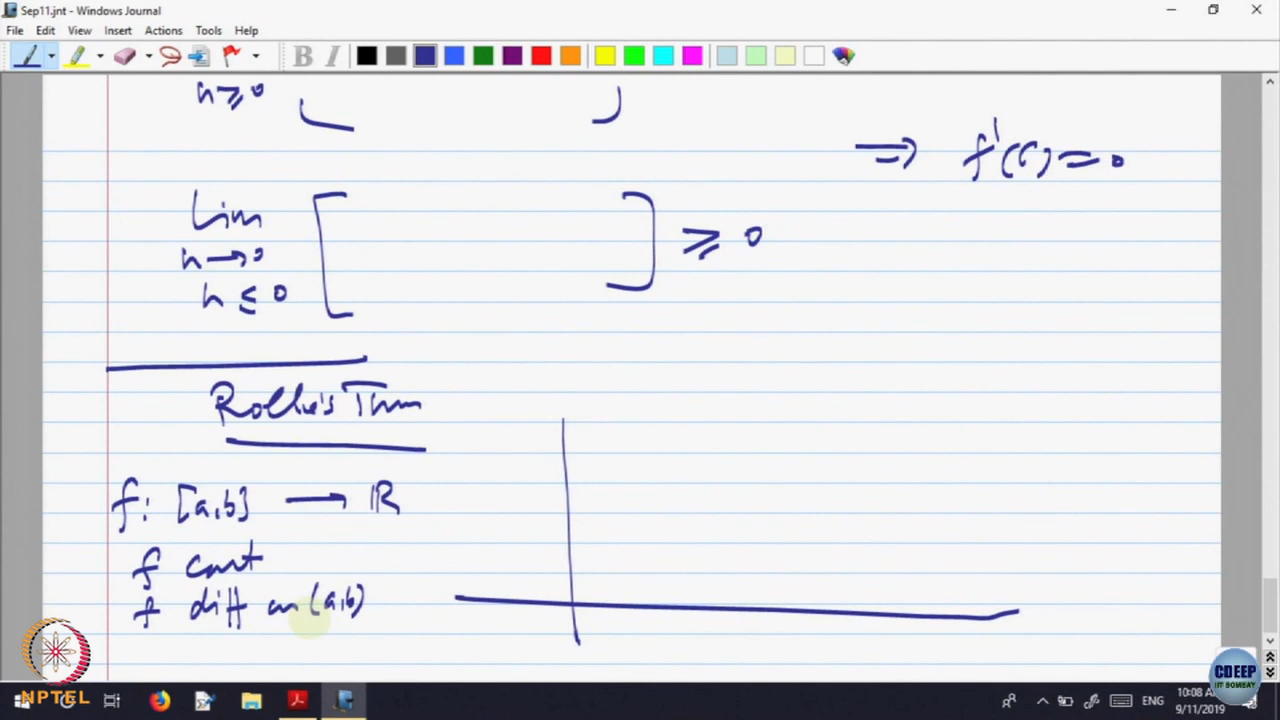 Sep11.jnt - Windows Journal
File Edit View Insert Actions Tools Help
B I
h ≥ 0
⇒ f'(c) = 0
Lim [ ] ≥ 0
h → 0
h ≤ 0
Rolle's Thm
f: [a,b] → ℝ
f cont
f diff on (a,b)
NPTEL
CDEEP
IIT BOMBAY
ENG
10:08 A
9/11/2019